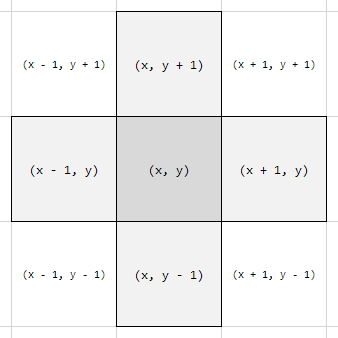 (x - 1, y + 1) (x, y + 1) (x + 1, y + 1)
(x - 1, y) (x, y) (x + 1, y)
(x - 1, y - 1) (x, y - 1) (x + 1, y - 1)